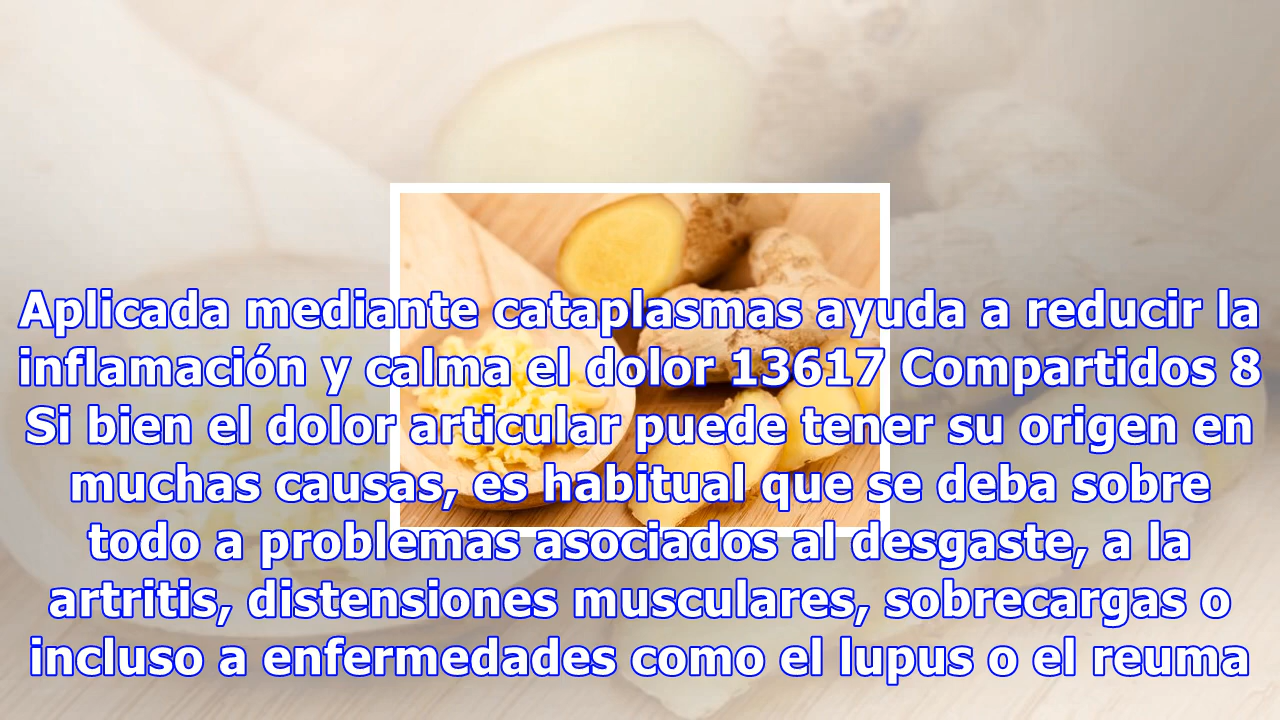 Aplicada mediante cataplasmas ayuda a reducir la
inflamación y calma el dolor 13617 Compartidos 8
Si bien el dolor articular puede tener su origen en
muchas causas, es habitual que se deba sobre
todo a problemas asociados al desgaste, a la
artritis, distensiones musculares, sobrecargas o
incluso a enfermedades como el lupus o el reuma